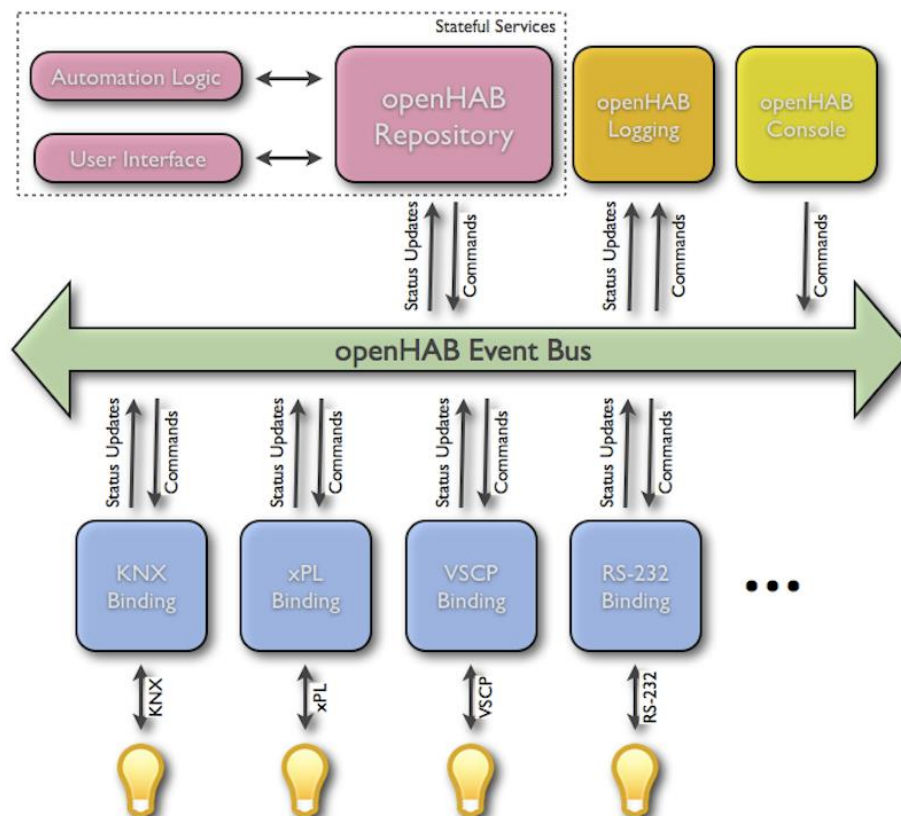 Stateful Services
Automation Logic
User Interface
openHAB
Repository
openHAB
Logging
openHAB
Console
Status Updates
Commands
Status Updates
Commands
Commands
openHAB Event Bus
Status Updates
Commands
Status Updates
Commands
Status Updates
Commands
Status Updates
Commands
KNX
Binding
xPL
Binding
VSCP
Binding
RS-232
Binding
...
KNX
xPL
VSCP
RS-232